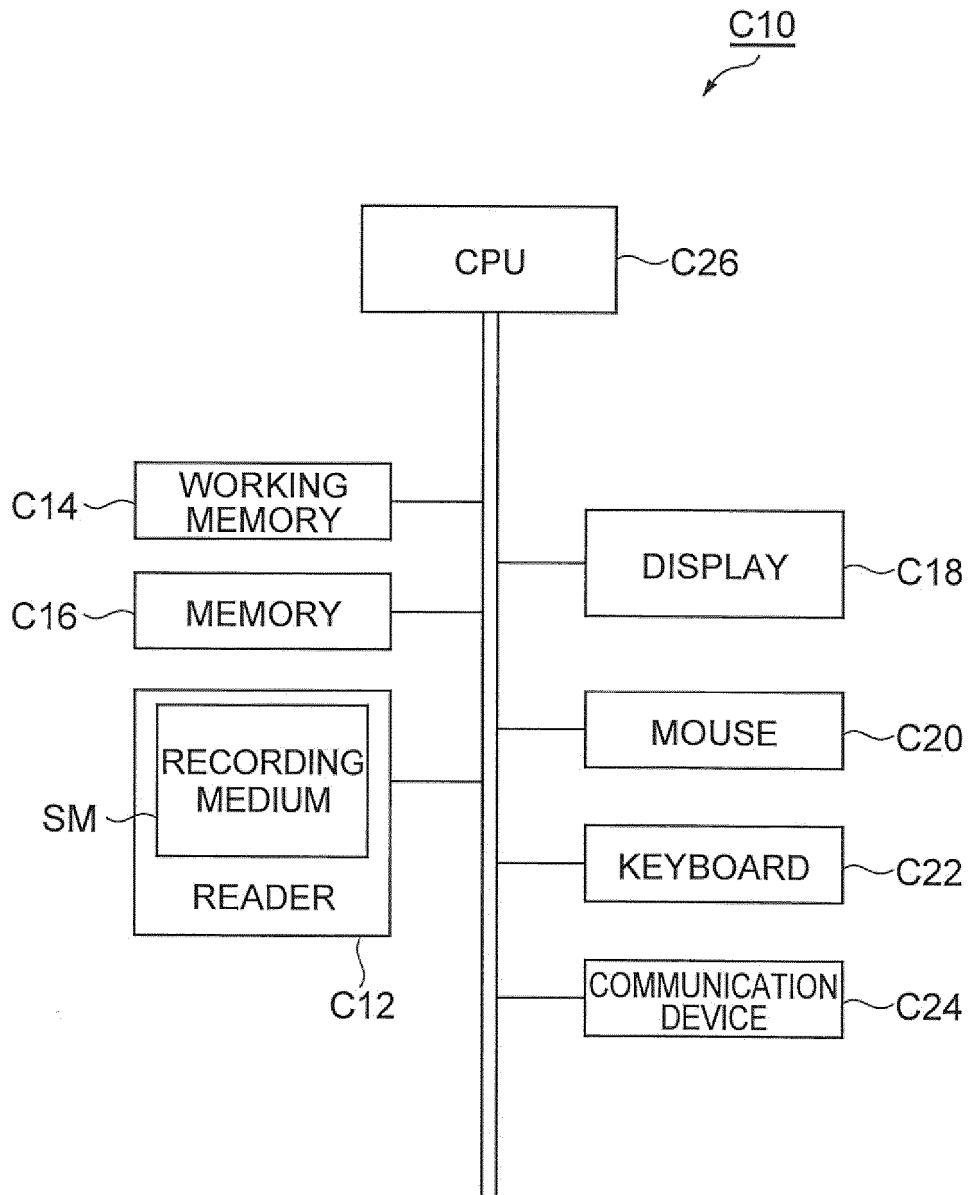 C10
CPU
C26
WORKING
MEMORY
C14
DISPLAY
C18
MEMORY
C16
RECORDING
MEDIUM
SM
READER
C12
MOUSE
C20
KEYBOARD
C22
COMMUNICATION
DEVICE
C24